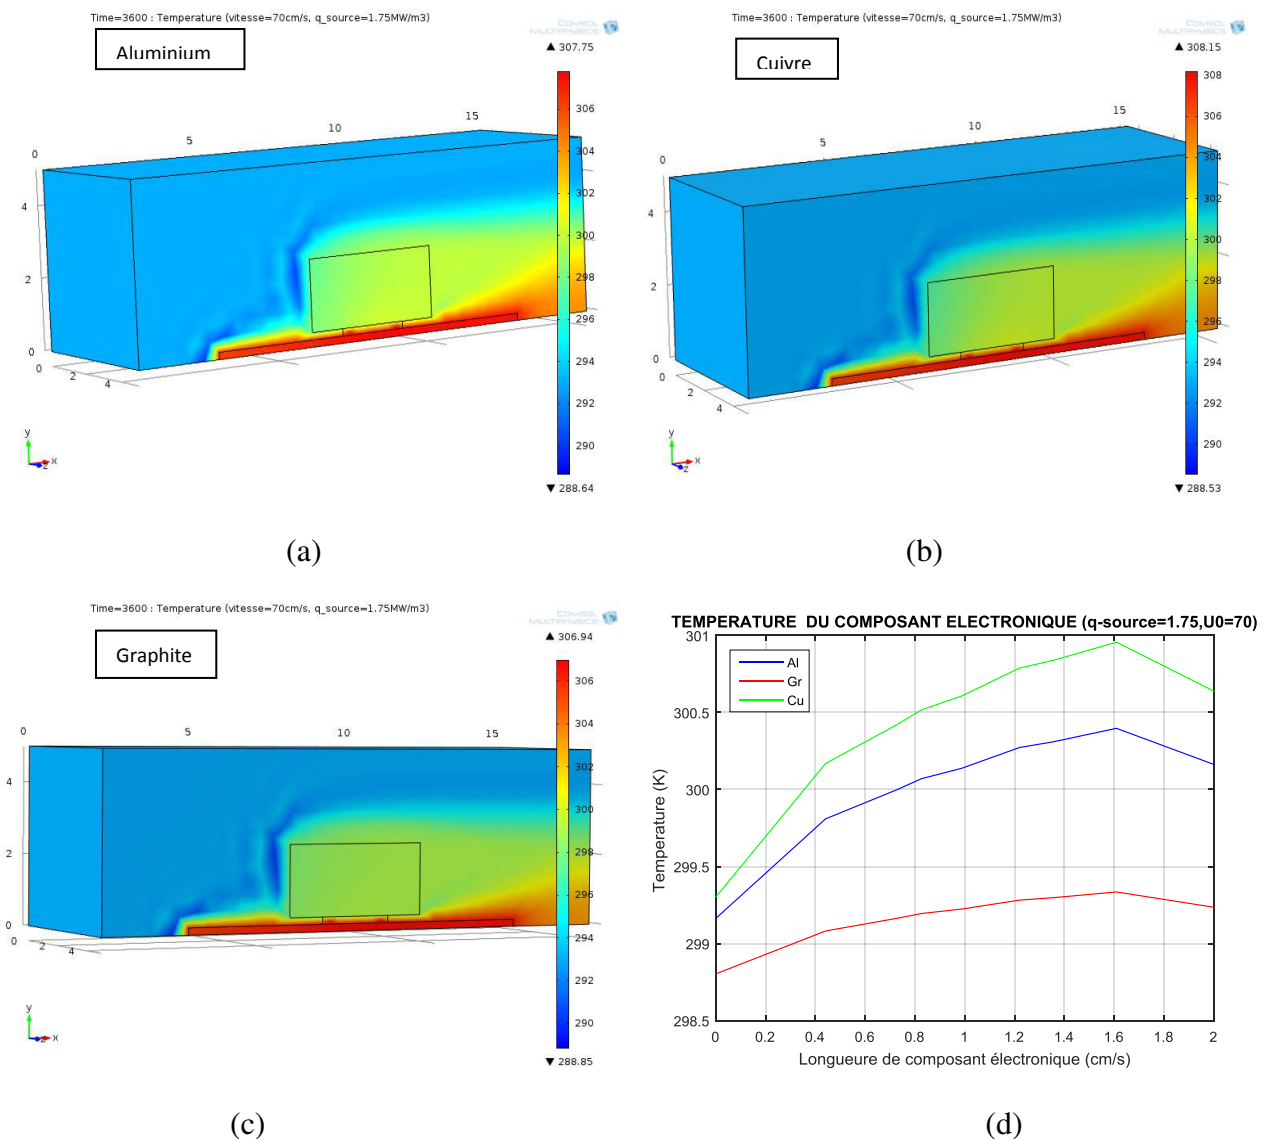 Time=3600 : Temperature (vitesse=70cm/s, q_source=1.75MW/m3)
COMSOL
MULTIPHYSICS
Aluminium
▲ 307.75
306
304
302
300
298
296
294
292
290
▼ 288.64
0
5
10
15
4
2
0
0
2
4
y
x
z
(a)
Time=3600 : Temperature (vitesse=70cm/s, q_source=1.75MW/m3)
COMSOL
MULTIPHYSICS
Cuivre
▲ 308.15
308
306
304
302
300
298
296
294
292
290
▼ 288.53
0
5
10
15
4
2
0
0
2
4
y
x
z
(b)
Time=3600 : Temperature (vitesse=70cm/s, q_source=1.75MW/m3)
COMSOL
MULTIPHYSICS
Graphite
▲ 306.94
306
304
302
300
298
296
294
292
290
▼ 288.85
0
5
10
15
4
2
0
0
2
4
y
z
x
(c)
TEMPERATURE DU COMPOSANT ELECTRONIQUE (q-source=1.75,U0=70)
Al
Gr
Cu
301
300.5
300
299.5
299
298.5
Temperature (K)
0 0.2 0.4 0.6 0.8 1 1.2 1.4 1.6 1.8 2
Longueure de composant électronique (cm/s)
(d)